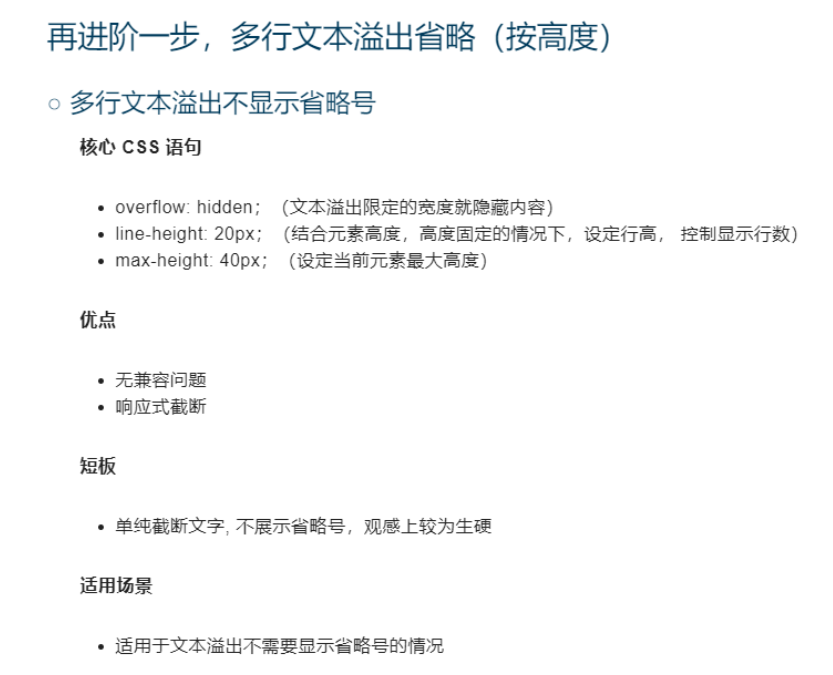 再进阶一步，多行文本溢出省略（按高度）
多行文本溢出不显示省略号
核心 CSS 语句
overflow: hidden；（文本溢出限定的宽度就隐藏内容）
line-height: 20px；（结合元素高度，高度固定的情况下，设定行高， 控制显示行数）
max-height: 40px；（设定当前元素最大高度）
优点
无兼容问题
响应式截断
短板
单纯截断文字, 不展示省略号，观感上较为生硬
适用场景
适用于文本溢出不需要显示省略号的情况